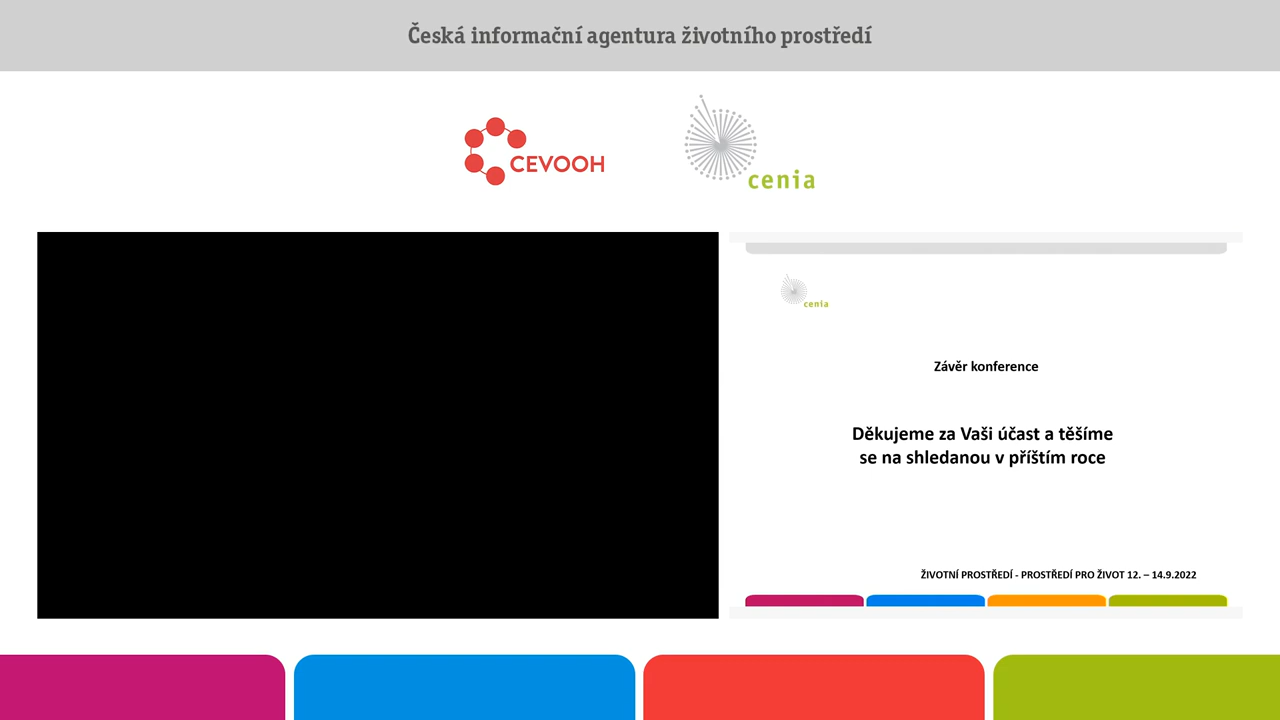 Česká informační agentura životního prostředí
CEVOOH
cenia
cenia
Závěr konference
Děkujeme za Vaši účast a těšíme
se na shledanou v příštím roce
ŽIVOTNÍ PROSTŘEDÍ - PROSTŘEDÍ PRO ŽIVOT 12. – 14.9.2022